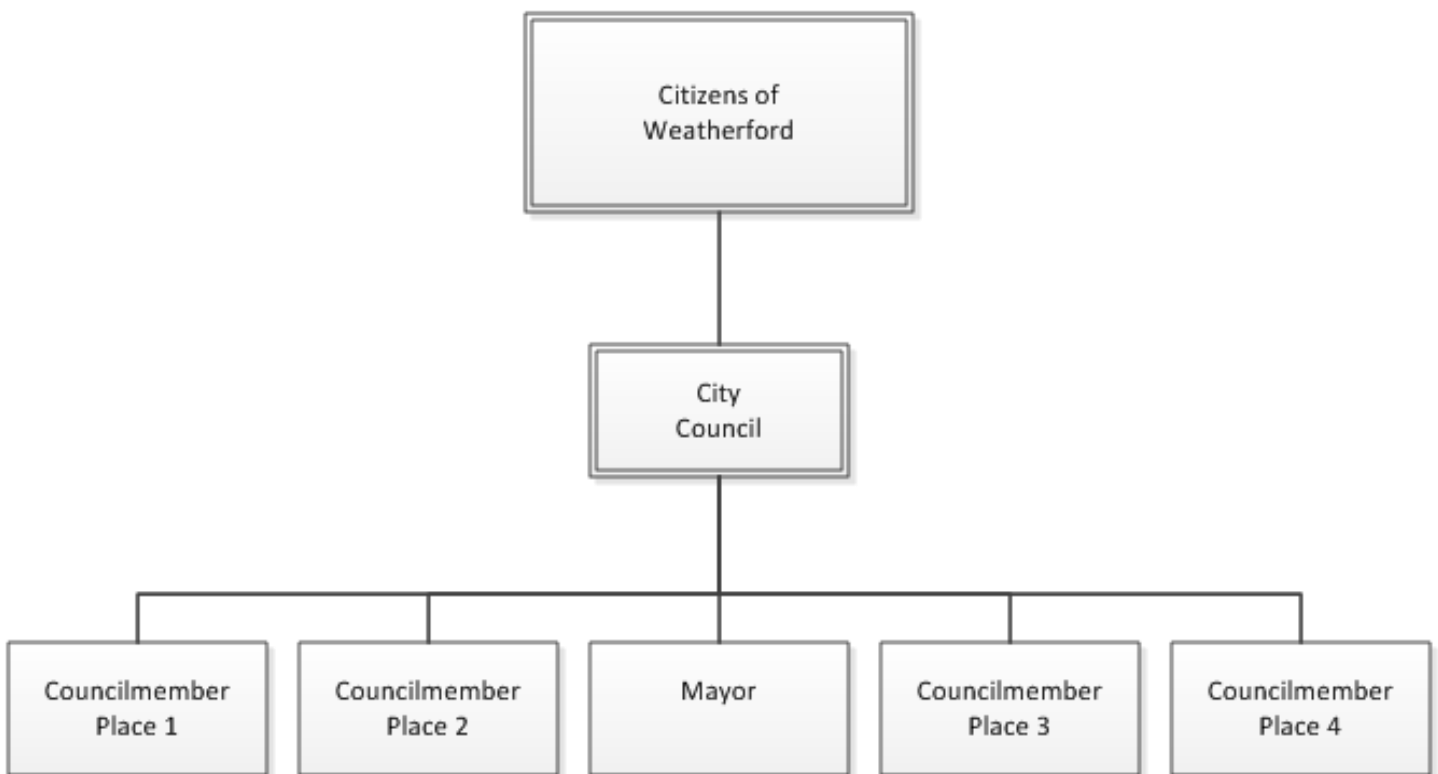 Citizens of
Weatherford
City
Council
Councilmember
Place 1
Councilmember
Place 2
Mayor
Councilmember
Place 3
Councilmember
Place 4